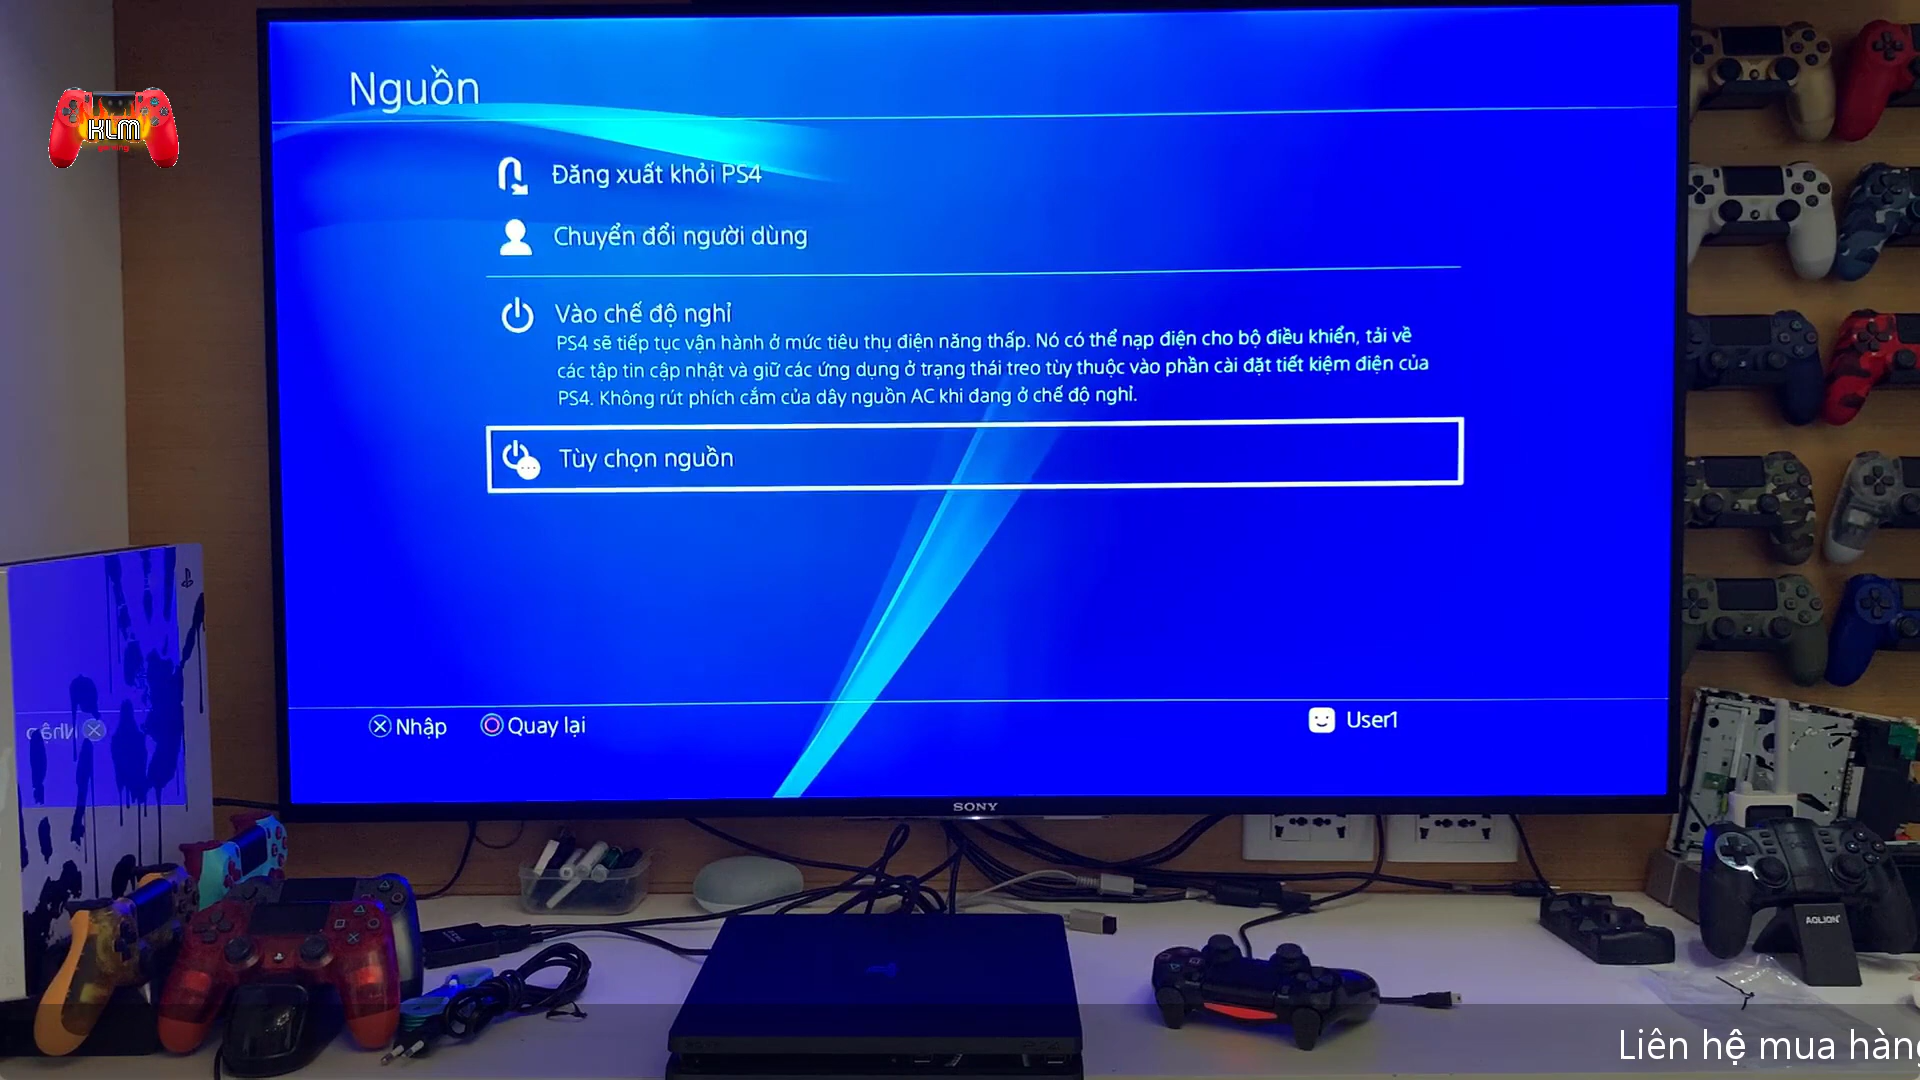 Nguồn
KLM
Đăng xuất khỏi PS4
Chuyển đổi người dùng
Vào chế độ nghỉ
PS4 sẽ tiếp tục vận hành ở mức tiêu thụ điện năng thấp. Nó có thể nạp điện cho bộ điều khiển, tải về
các tập tin cập nhật và giữ các ứng dụng ở trạng thái treo tùy thuộc vào phần cài đặt tiết kiệm điện của
PS4. Không rút phích cắm của dây nguồn AC khi đang ở chế độ nghỉ.
Tùy chọn nguồn
Nhập
Quay lại
User1
SONY
AOLION
Liên hệ mua hàng